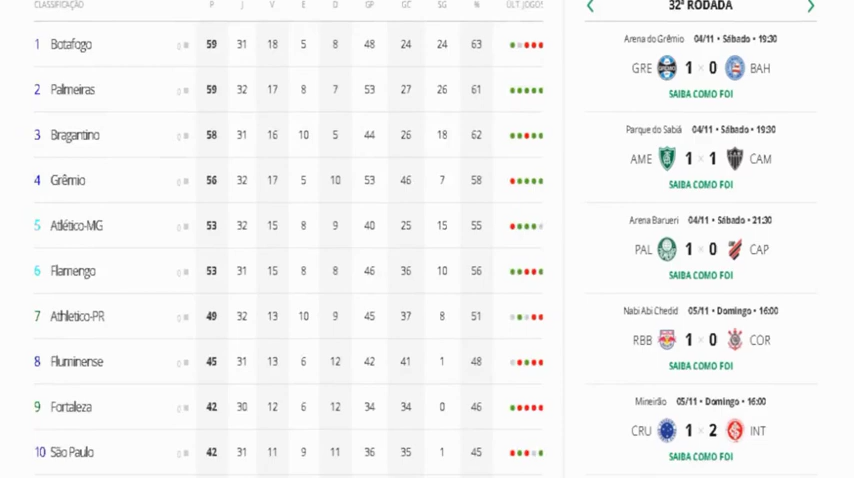 CLASSIFICAÇÃO P J V E D GP GC SG % ÚLT. JOGOS
1 Botafogo 0 59 31 18 5 8 48 24 24 63
2 Palmeiras 0 59 32 17 8 7 53 27 26 61
3 Bragantino 0 58 31 16 10 5 44 26 18 62
4 Grêmio 0 56 32 17 5 10 53 46 7 58
5 Atlético-MG 0 53 32 15 8 9 40 25 15 55
6 Flamengo 0 53 31 15 8 8 46 36 10 56
7 Athletico-PR 0 49 32 13 10 9 45 37 8 51
8 Fluminense 0 45 31 13 6 12 42 41 1 48
9 Fortaleza 0 42 30 12 6 12 34 34 0 46
10 São Paulo 0 42 31 11 9 11 36 35 1 45
32ª RODADA
Arena do Grêmio 04/11 • Sábado • 19:30
GRE 1 × 0 BAH
SAIBA COMO FOI
Parque do Sabiá 04/11 • Sábado • 19:30
AME 1 × 1 CAM
SAIBA COMO FOI
Arena Barueri 04/11 • Sábado • 21:30
PAL 1 × 0 CAP
SAIBA COMO FOI
Nabi Abi Chedid 05/11 • Domingo • 16:00
RBB 1 × 0 COR
SAIBA COMO FOI
Mineirão 05/11 • Domingo • 16:00
CRU 1 × 2 INT
SAIBA COMO FOI